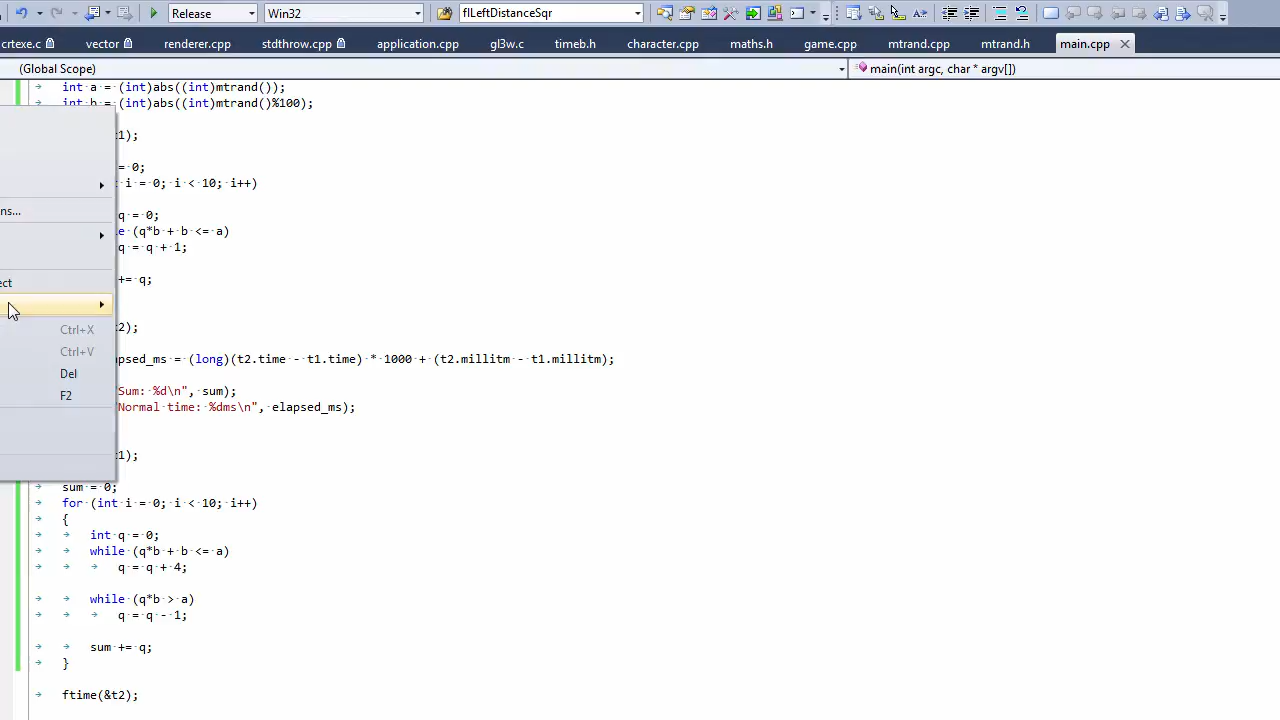 Release Win32 flLeftDistanceSqr
crtexe.c vector renderer.cpp stdthrow.cpp application.cpp gl3w.c timeb.h character.cpp maths.h game.cpp mtrand.cpp mtrand.h main.cpp
(Global Scope) main(int argc, char * argv[])
int a = (int)abs((int)mtrand());
int b = (int)abs((int)mtrand()%100);
t1);
= 0;
i = 0; i < 10; i++)
ns...
q = 0;
e (q*b + b <= a)
q = q + 1;
+= q;
ect
Ctrl+X
t2);
Ctrl+V
apsed_ms = (long)(t2.time - t1.time) * 1000 + (t2.millitm - t1.millitm);
Del
"Sum: %d\n", sum);
F2
"Normal time: %dms\n", elapsed_ms);
t1);
sum = 0;
for (int i = 0; i < 10; i++)
{
int q = 0;
while (q*b + b <= a)
q = q + 4;
while (q*b > a)
q = q - 1;
sum += q;
}
ftime(&t2);